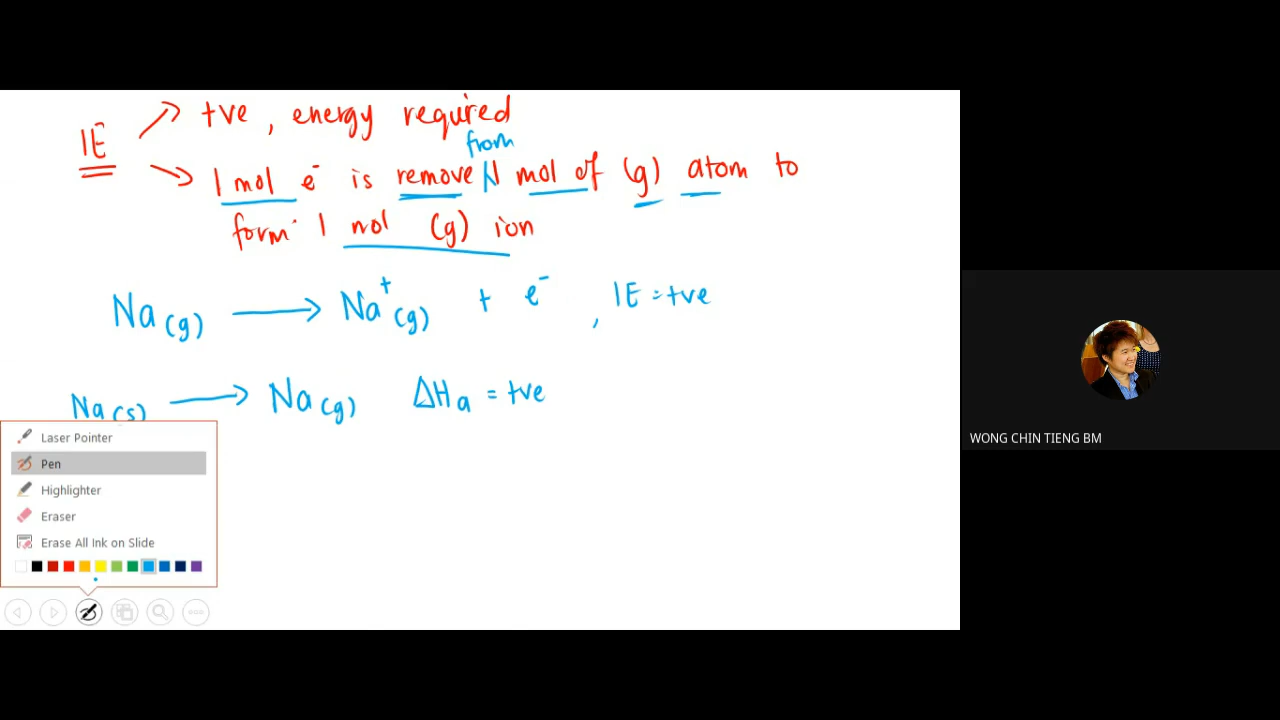 IE → +ve, energy required
from
→ 1 mol e⁻ is remove 1 mol of (g) atom to
form 1 mol (g) ion
Na(g) → Na⁺(g) + e⁻, IE = +ve
Na(s) → Na(g) ΔHa = +ve
Laser Pointer
Pen
Highlighter
Eraser
Erase All Ink on Slide
WONG CHIN TIENG BM